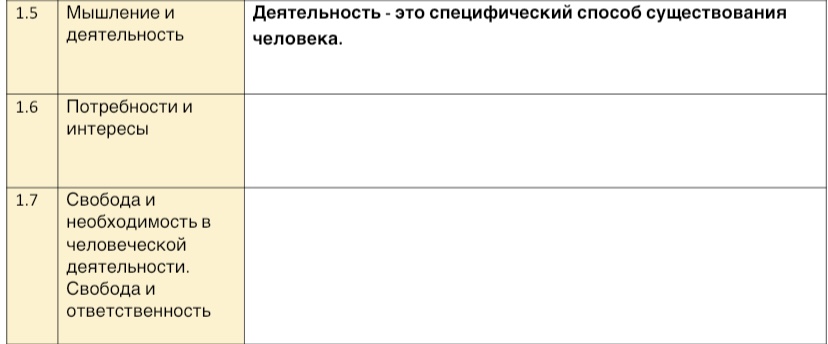 1.5 Мышление и деятельность
Деятельность - это специфический способ существования
человека.
1.6 Потребности и
интересы
1.7 Свобода и
необходимость в
человеческой
деятельности.
Свобода и
ответственность